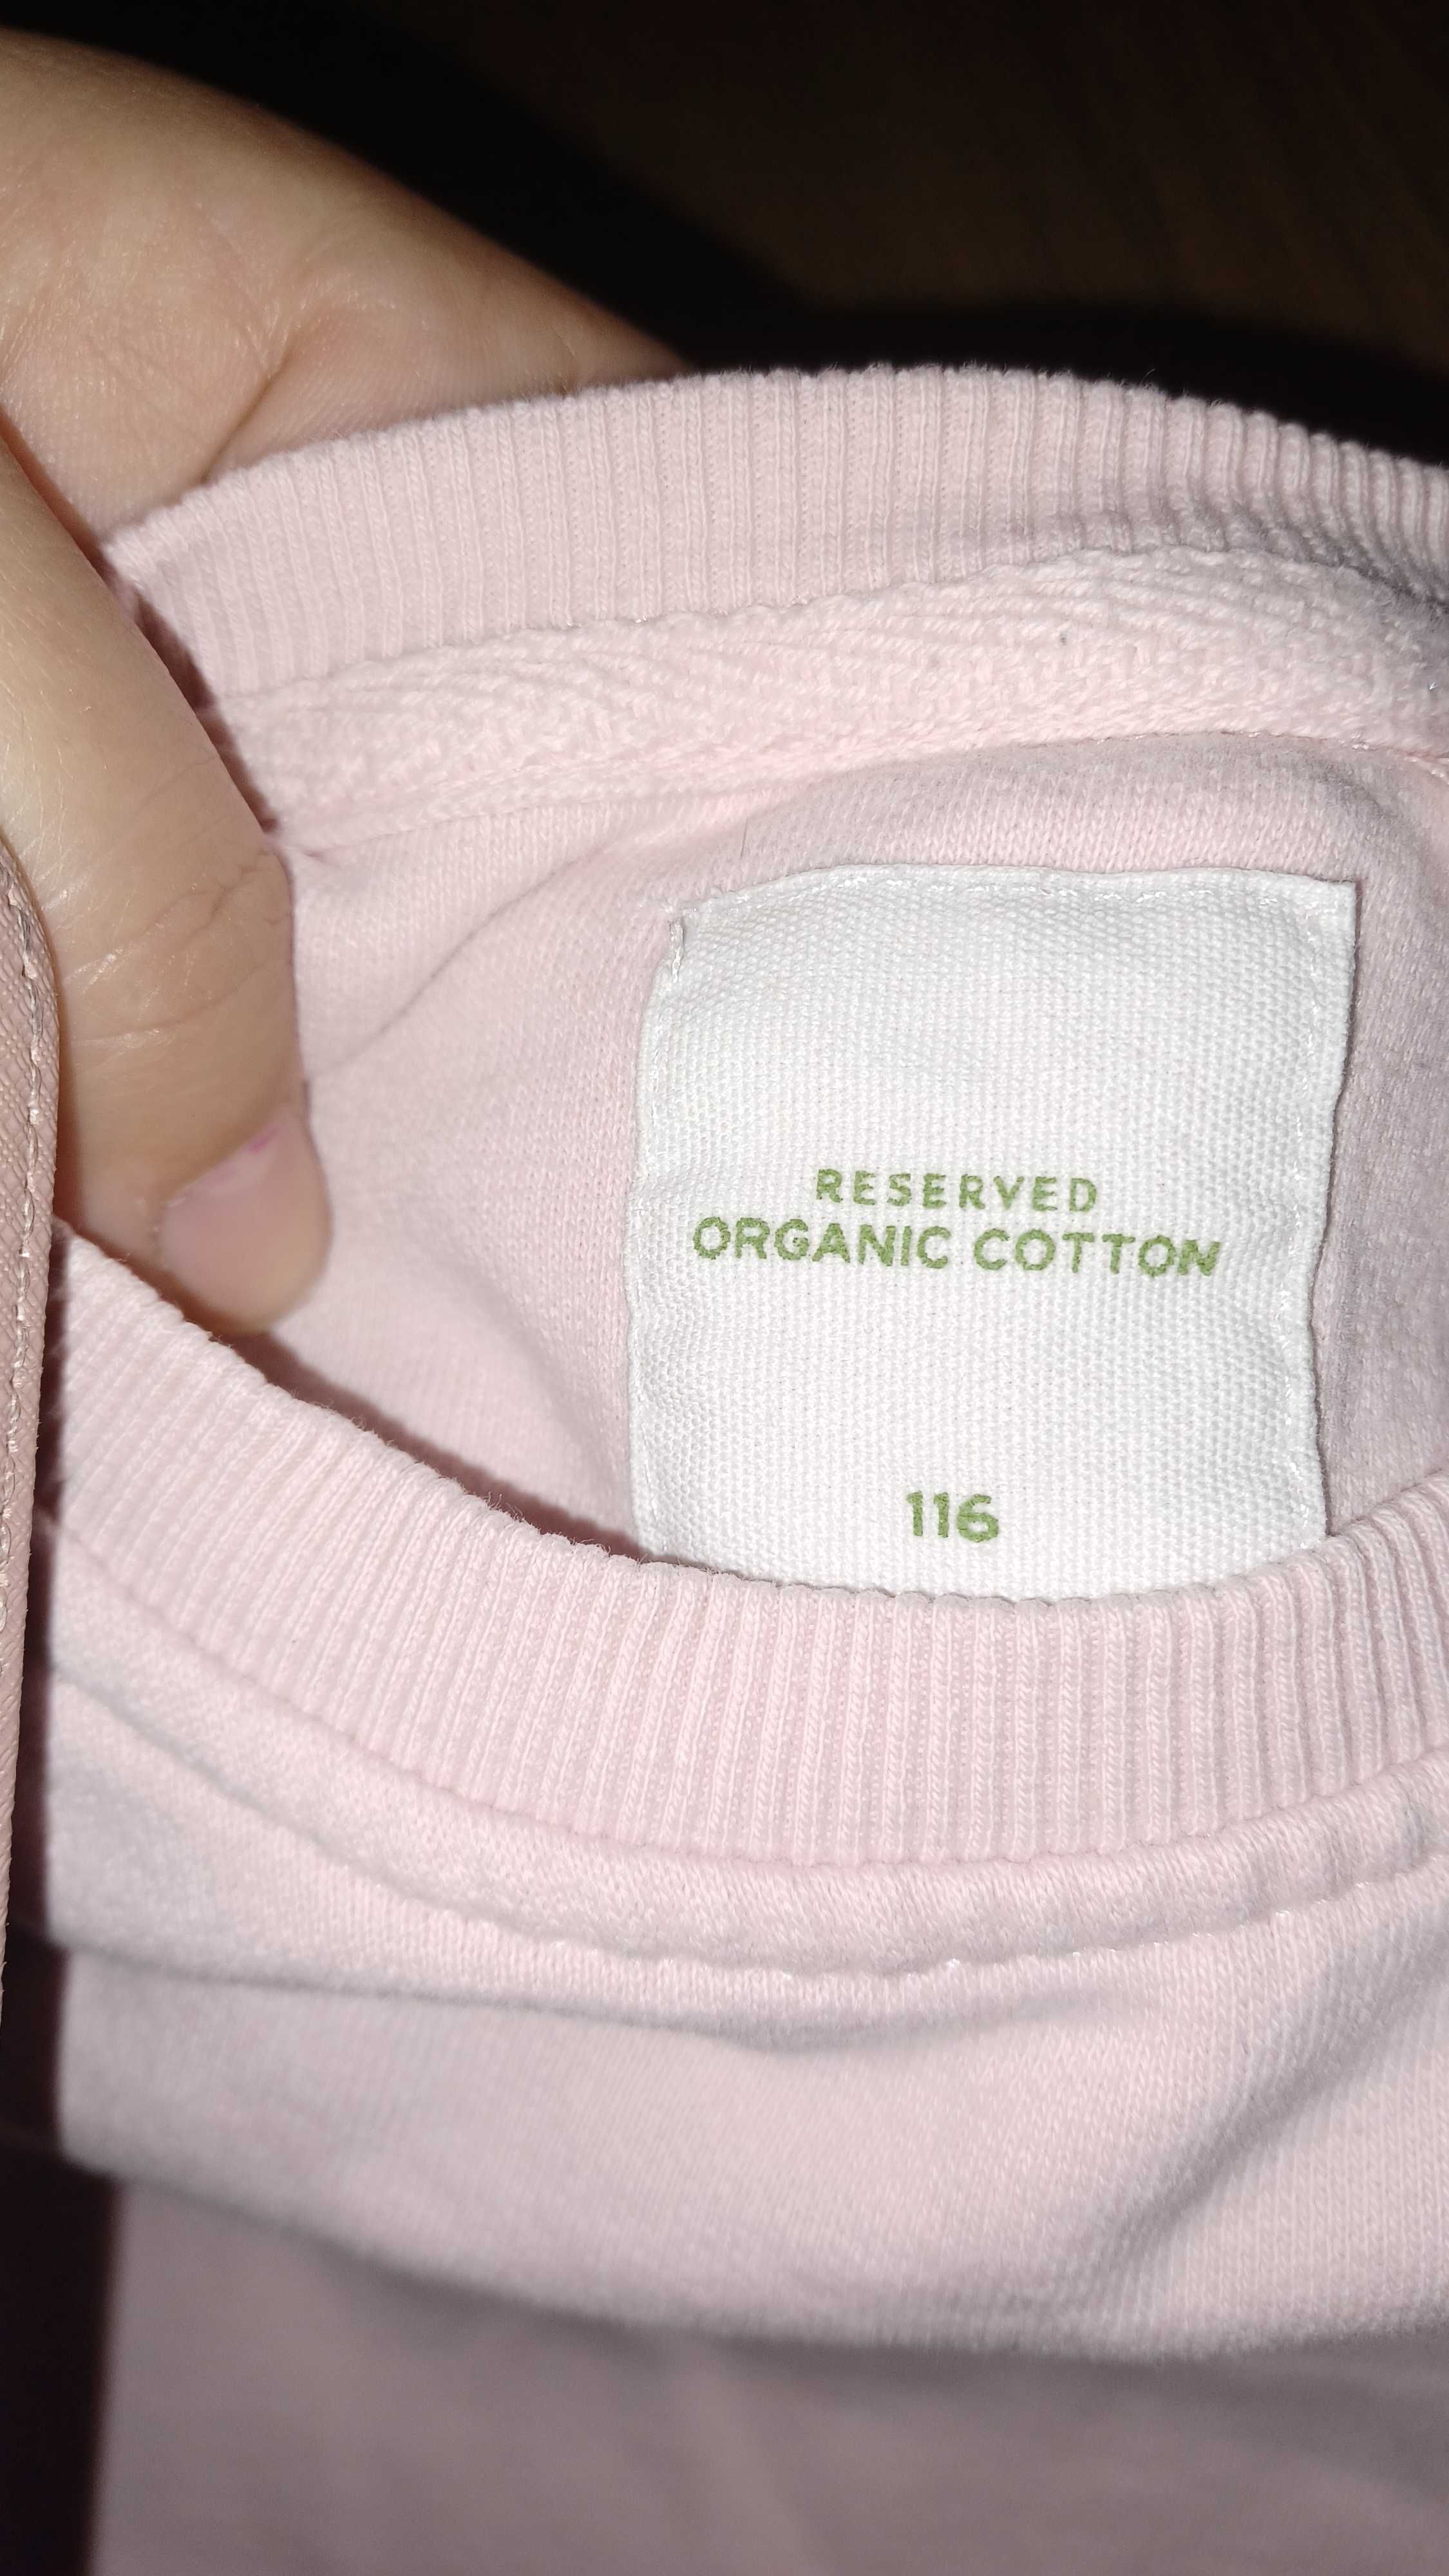 RESERVED
ORGANIC COTTON
116